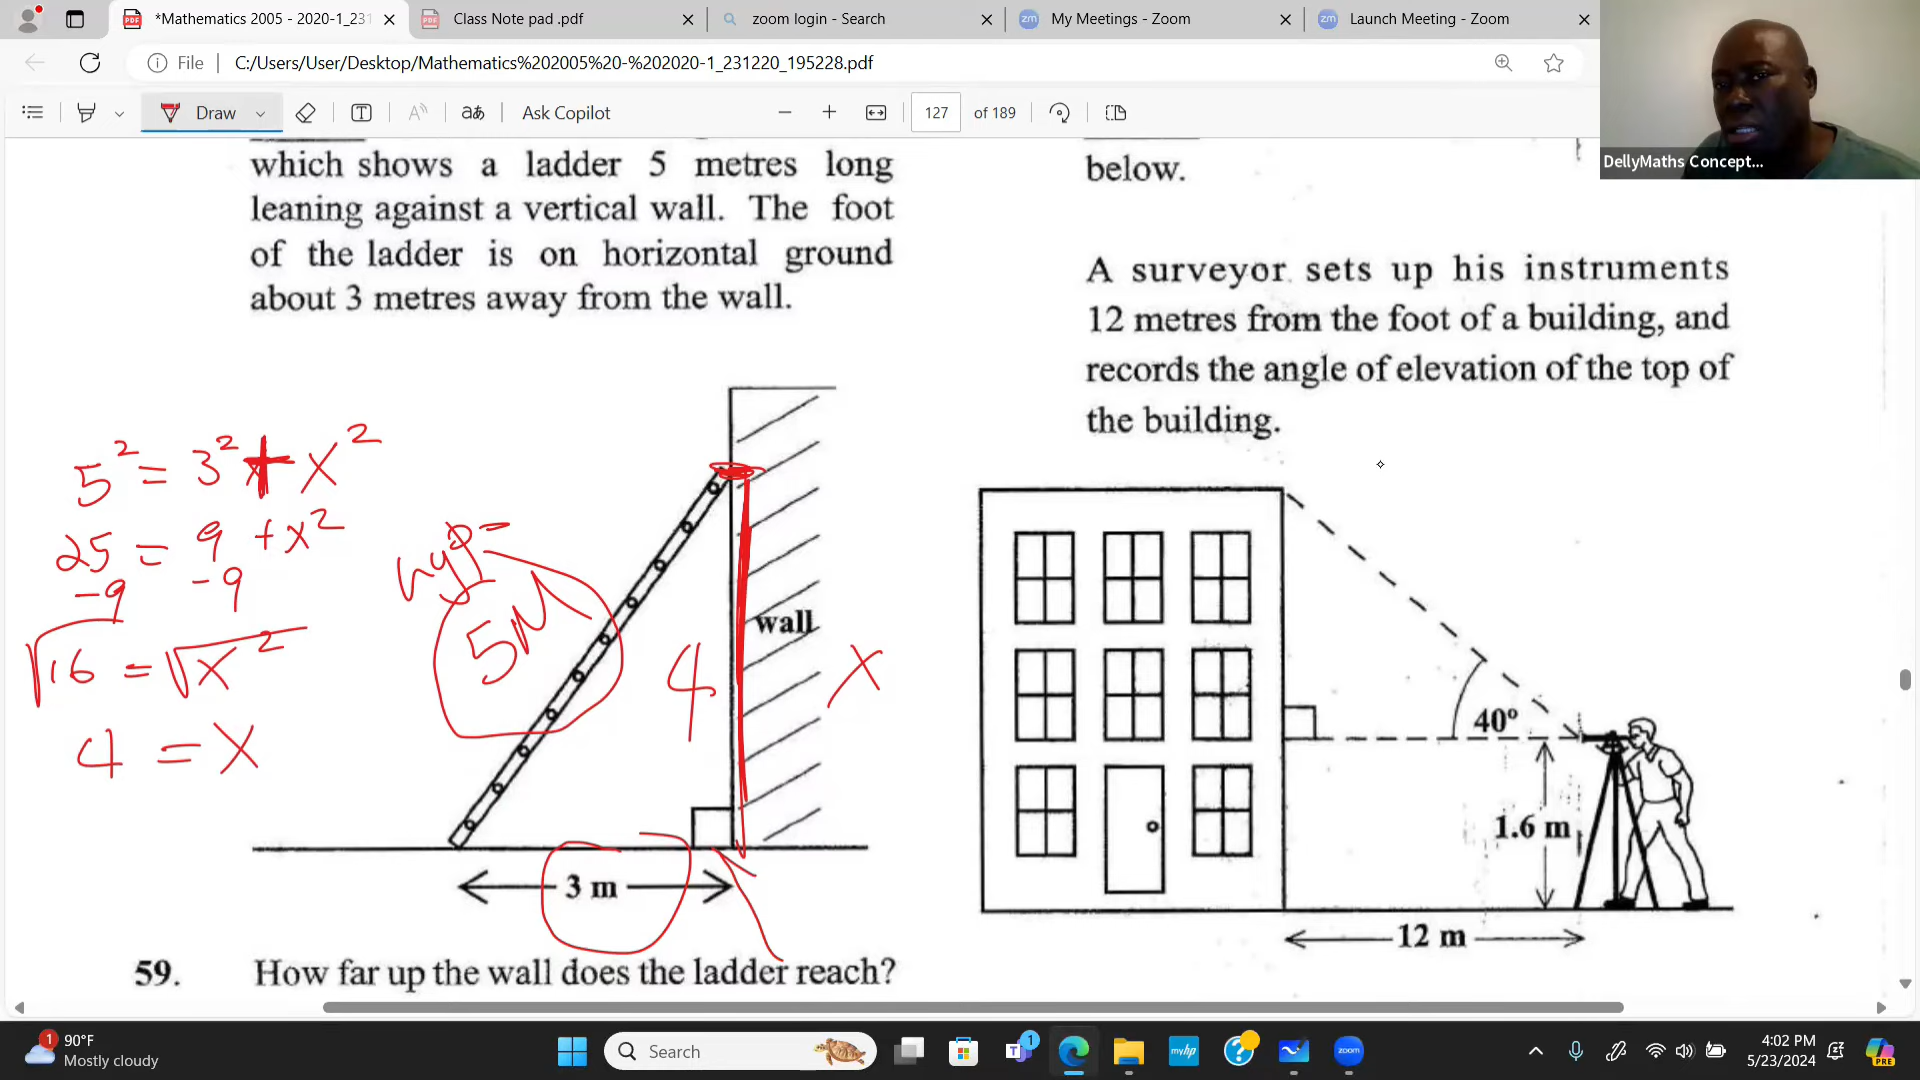 *Mathematics 2005 - 2020-1_231
Class Note pad .pdf
zoom login - Search
My Meetings - Zoom
Launch Meeting - Zoom
File
C:/Users/User/Desktop/Mathematics%202005%20-%202020-1_231220_195228.pdf
Draw
Ask Copilot
127 of 189
DellyMaths Concept...
which shows a ladder 5 metres long
leaning against a vertical wall. The foot
of the ladder is on horizontal ground
about 3 metres away from the wall.
5² = 3² + x²
25 = 9 + x²
-9 -9
√16 = √x²
4 = x
hyp
5M
4
wall
x
3 m
59. How far up the wall does the ladder reach?
below.
A surveyor sets up his instruments
12 metres from the foot of a building, and
records the angle of elevation of the top of
the building.
40º
1.6 m
12 m
1
90°F
Mostly cloudy
Search
1
myhp
zoom
4:02 PM
5/23/2024
PRE